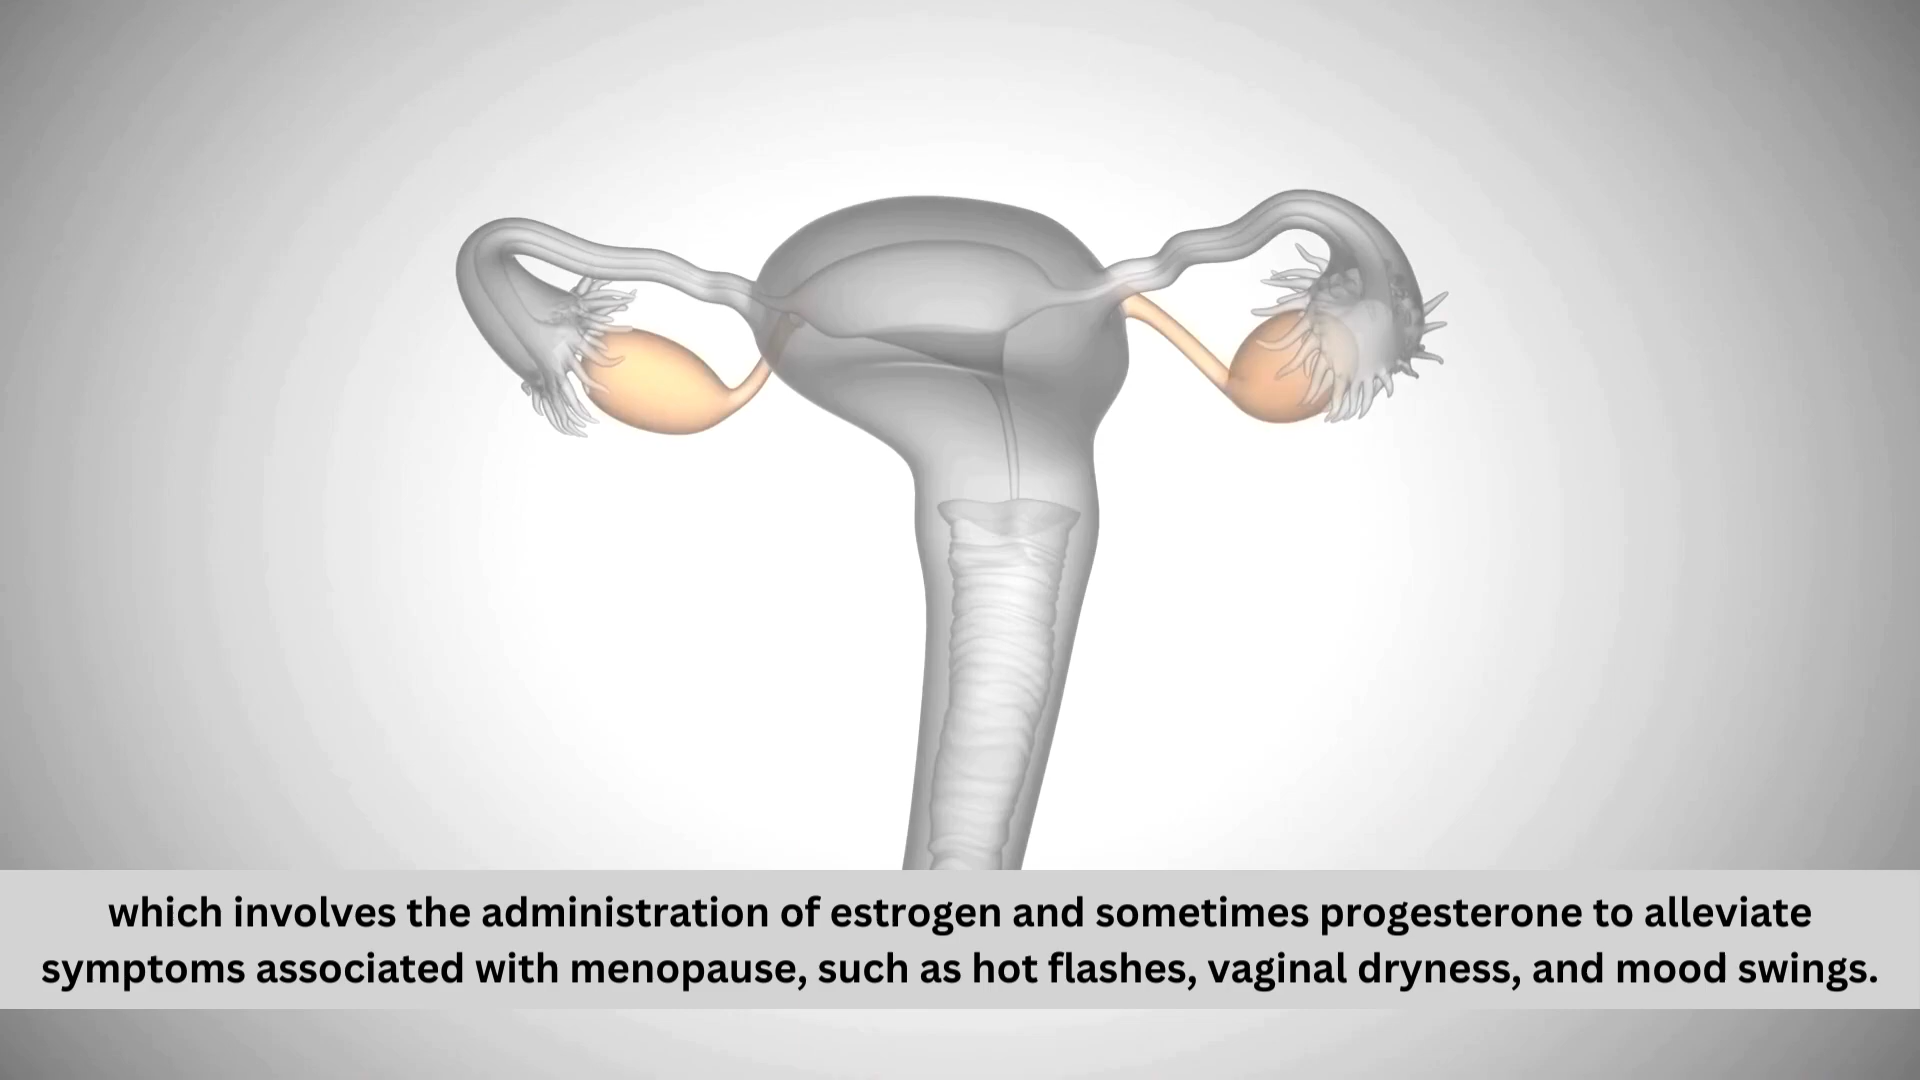 which involves the administration of estrogen and sometimes progesterone to alleviate
symptoms associated with menopause, such as hot flashes, vaginal dryness, and mood swings.